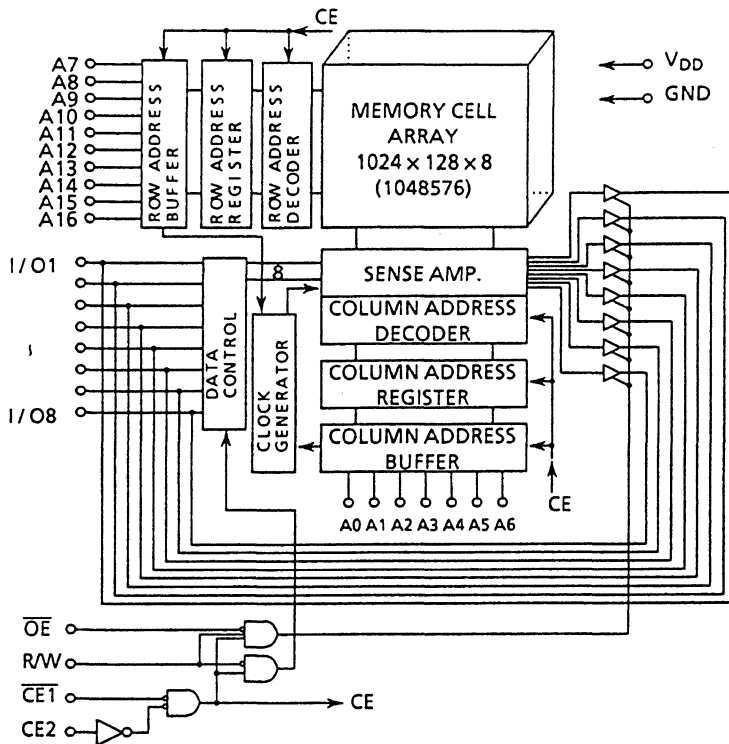 CE
A7
A8
A9
A10
A11
A12
A13
A14
A15
A16
ROW ADDRESS
BUFFER
ROW ADDRESS
REGISTER
ROW ADDRESS
DECODER
MEMORY CELL
ARRAY
1024 x 128 x 8
(1048576)
VDD
GND
I/O1
~
I/O8
DATA
CONTROL
8
CLOCK
GENERATOR
SENSE AMP.
COLUMN ADDRESS
DECODER
COLUMN ADDRESS
REGISTER
COLUMN ADDRESS
BUFFER
A0 A1 A2 A3 A4 A5 A6
CE
OE
R/W
CE1
CE2
CE